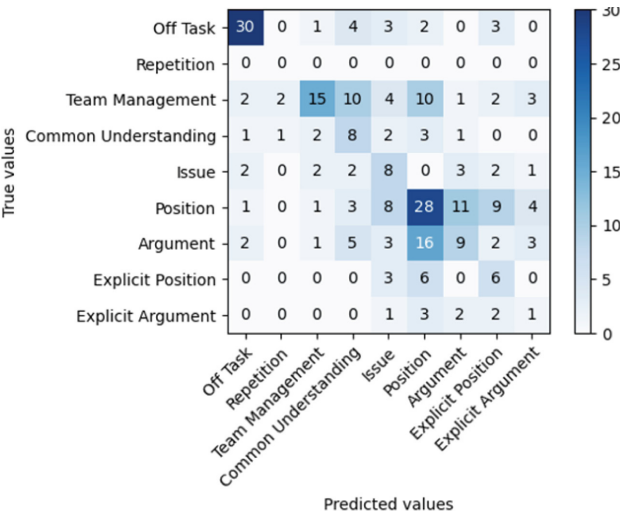 Off Task 30 0 1 4 3 2 0 3 0
Repetition 0 0 0 0 0 0 0 0 0
Team Management 2 2 15 10 4 10 1 2 3
Common Understanding 1 1 2 8 2 3 1 0 0
Issue 2 0 2 2 8 0 3 2 1
Position 1 0 1 3 8 28 11 9 4
Argument 2 0 1 5 3 16 9 2 3
Explicit Position 0 0 0 0 3 6 0 6 0
Explicit Argument 0 0 0 0 1 3 2 2 1
True values
Off Task
Repetition
Team Management
Common Understanding
Issue
Position
Argument
Explicit Position
Explicit Argument
Predicted values
30
25
20
15
10
5
0